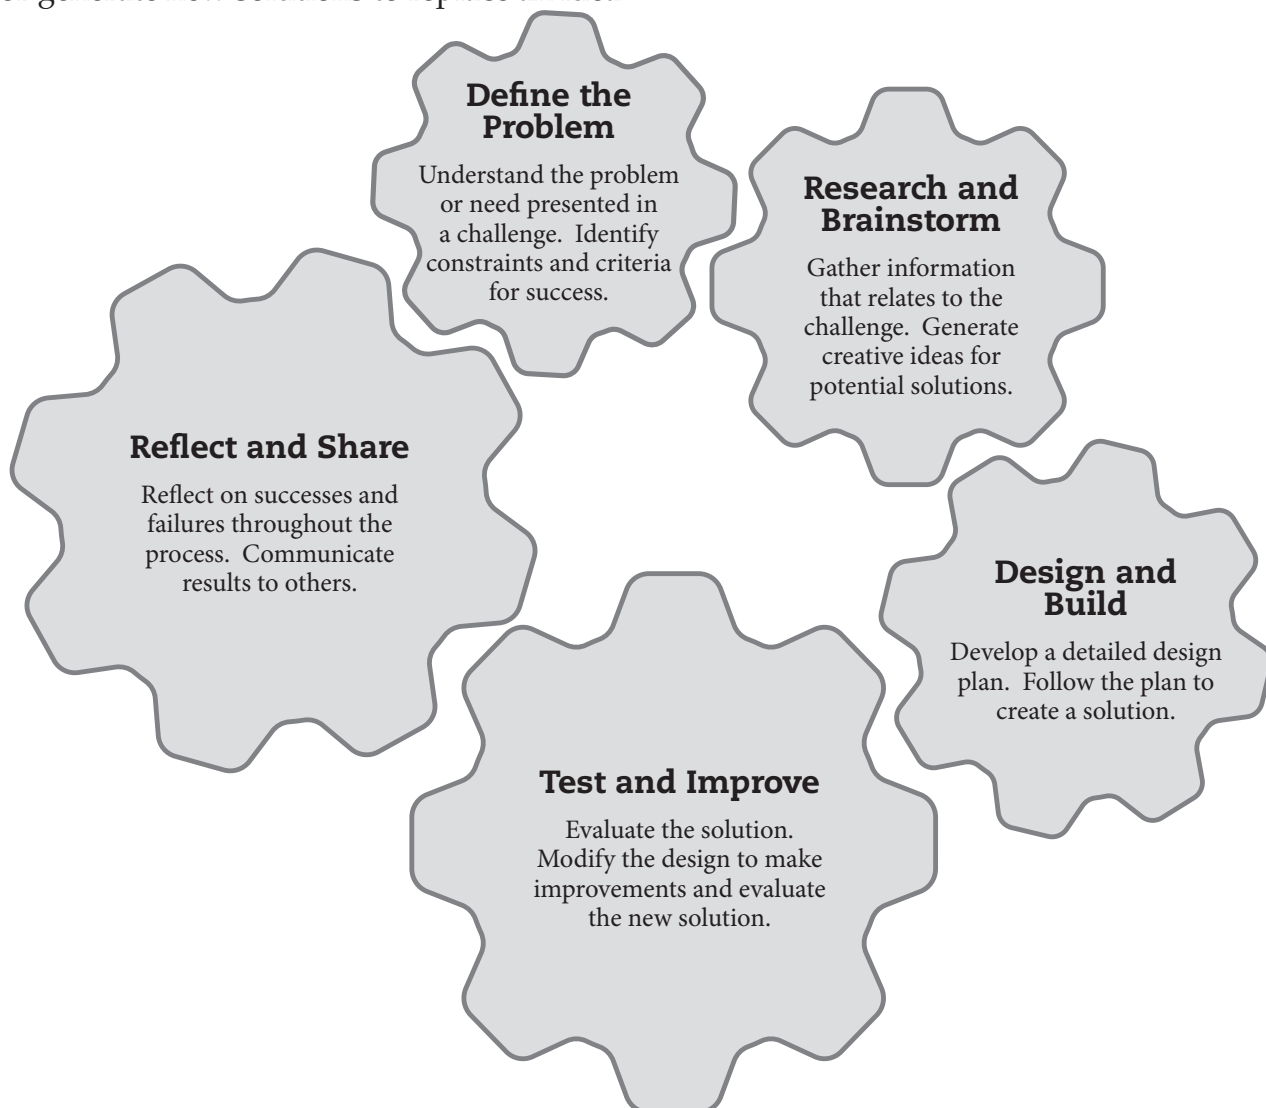 Define the
Problem
Understand the problem
or need presented in
a challenge. Identify
constraints and criteria
for success.
Research and
Brainstorm
Gather information
that relates to the
challenge. Generate
creative ideas for
potential solutions.
Design and
Build
Develop a detailed design
plan. Follow the plan to
create a solution.
Test and Improve
Evaluate the solution.
Modify the design to make
improvements and evaluate
the new solution.
Reflect and Share
Reflect on successes and
failures throughout the
process. Communicate
results to others.